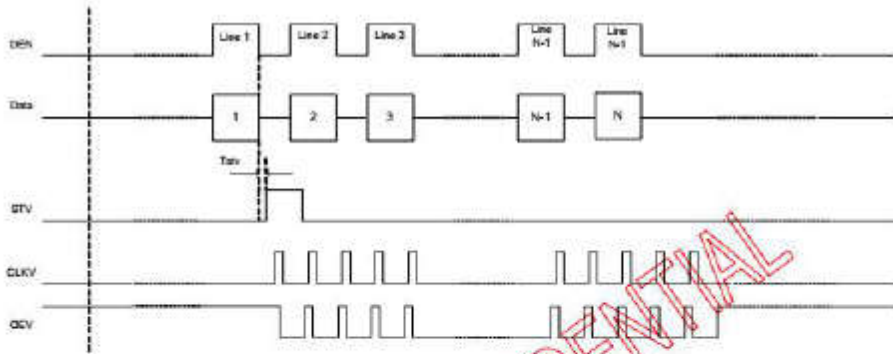 DEN
Line 1
Line 2
Line 3
Line
N-1
Line
N-1
Data
1
2
3
N-1
N
Tstv
STV
CLKV
OEV